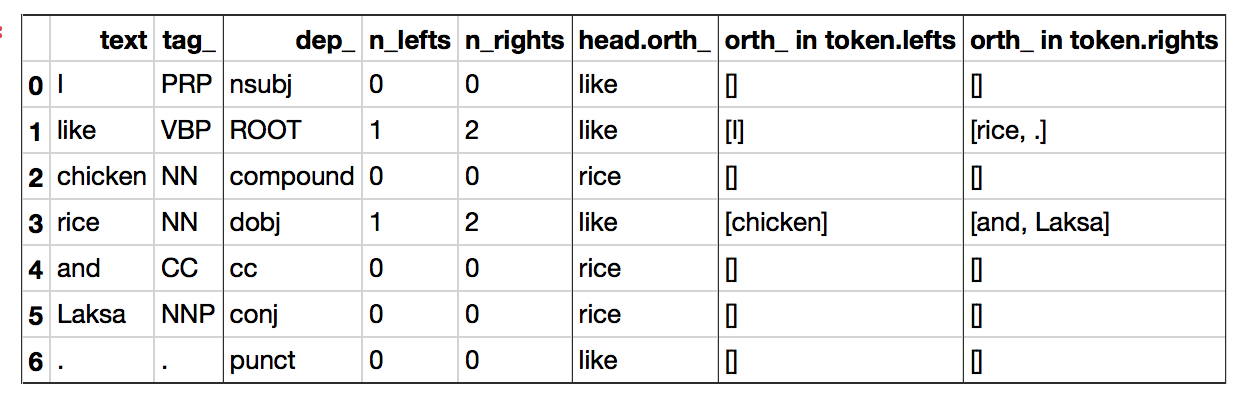 text tag_ dep_ n_lefts n_rights head.orth_ orth_ in token.lefts orth_ in token.rights
0 I PRP nsubj 0 0 like [] []
1 like VBP ROOT 1 2 like [I] [rice, .]
2 chicken NN compound 0 0 rice [] []
3 rice NN dobj 1 2 like [chicken] [and, Laksa]
4 and CC cc 0 0 rice [] []
5 Laksa NNP conj 0 0 rice [] []
6 . . punct 0 0 like [] []